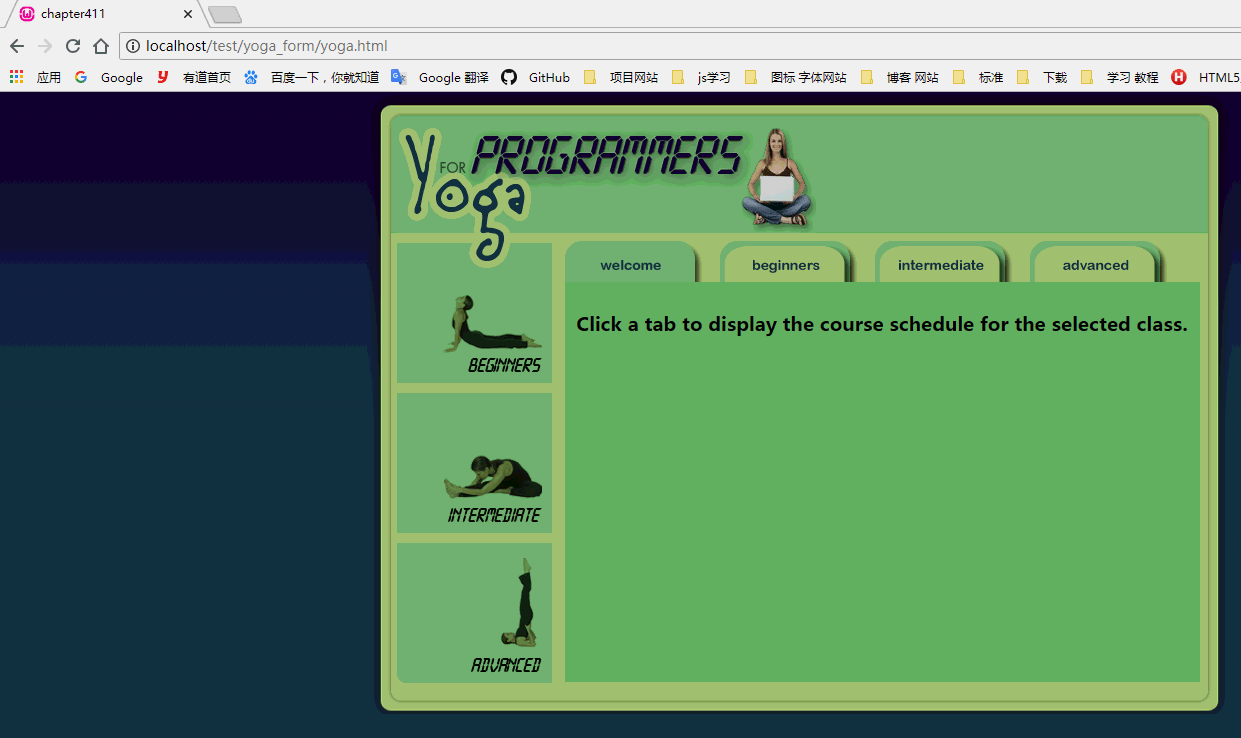 chapter411
localhost/test/yoga_form/yoga.html
应用 Google 有道首页 百度一下，你就知道 Google 翻译 GitHub 项目网站 js学习 图标 字体网站 博客 网站 标准 下载 学习 教程 HTML5
Yoga FOR PROGRAMMERS
welcome beginners intermediate advanced
Click a tab to display the course schedule for the selected class.
BEGINNERS
INTERMEDIATE
ADVANCED